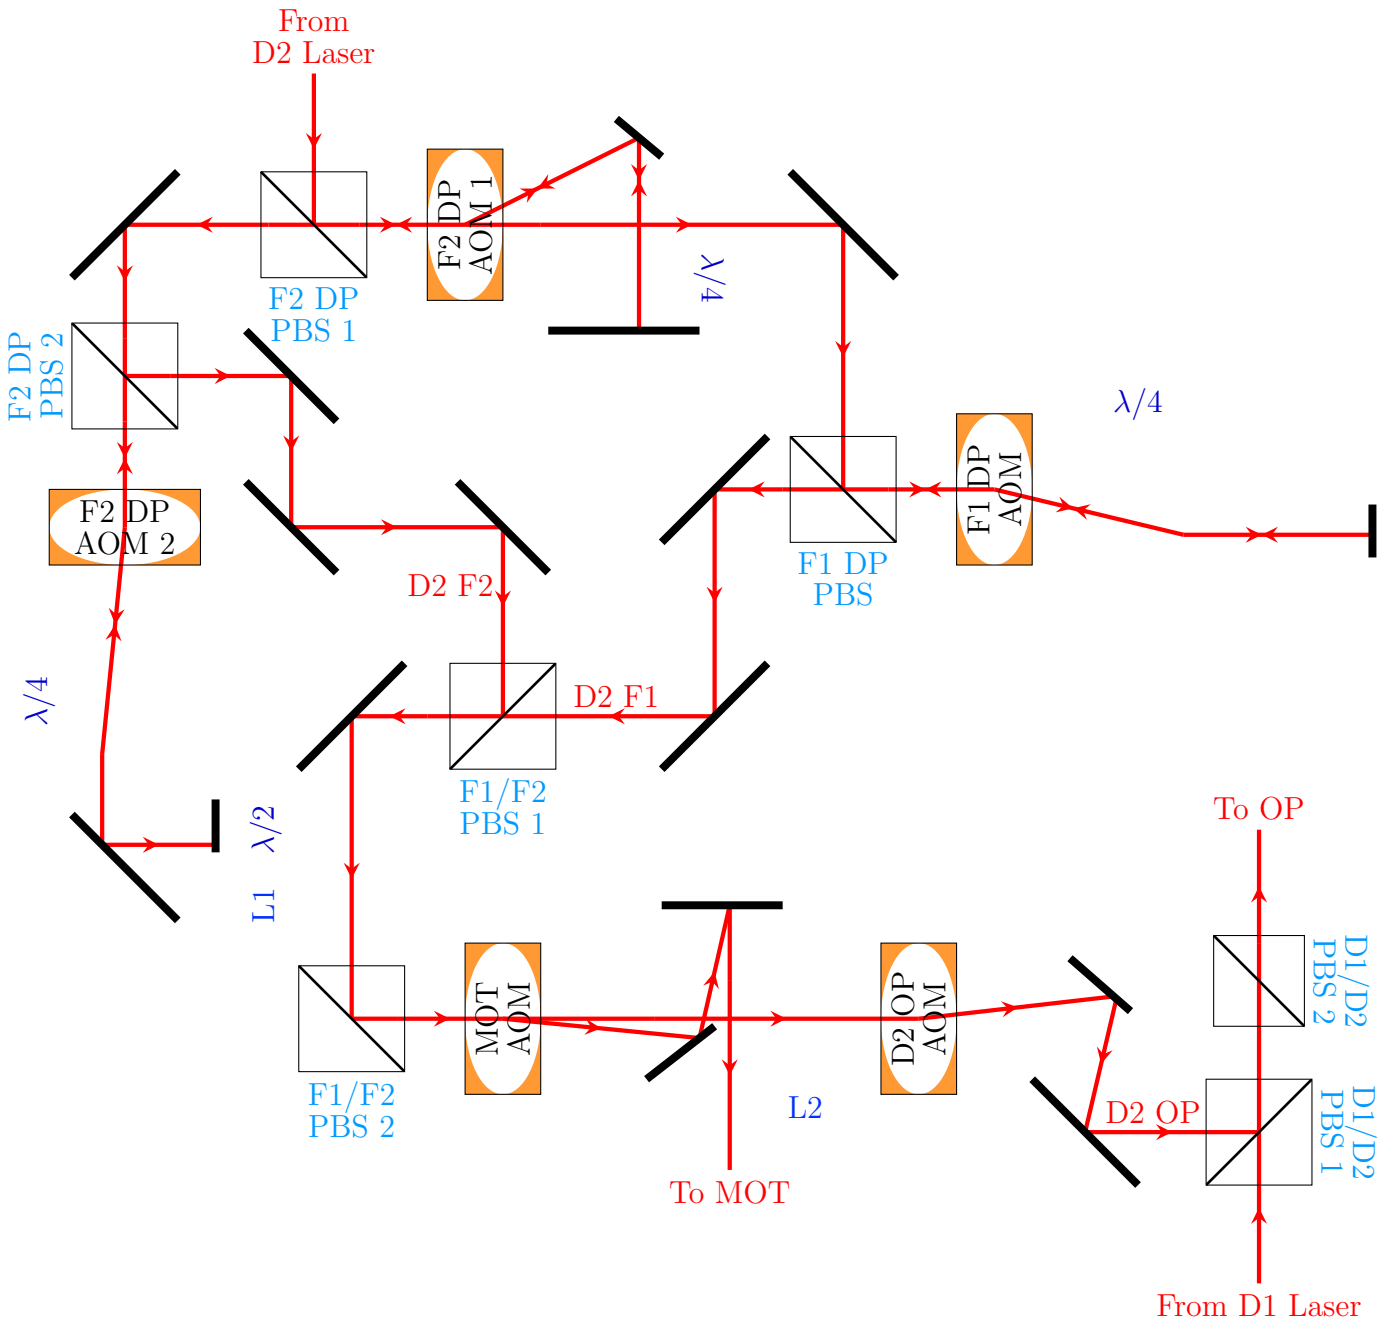 From
D2 Laser
F2 DP
AOM 1
λ/4
F2 DP
PBS 1
F2 DP
PBS 2
λ/4
F1 DP
AOM
F2 DP
AOM 2
F1 DP
PBS
D2 F2
λ/4
D2 F1
F1/F2
PBS 1
λ/2
L1
To OP
D1/D2
PBS 2
MOT
AOM
D2 OP
AOM
F1/F2
PBS 2
L2
D2 OP
D1/D2
PBS 1
To MOT
From D1 Laser